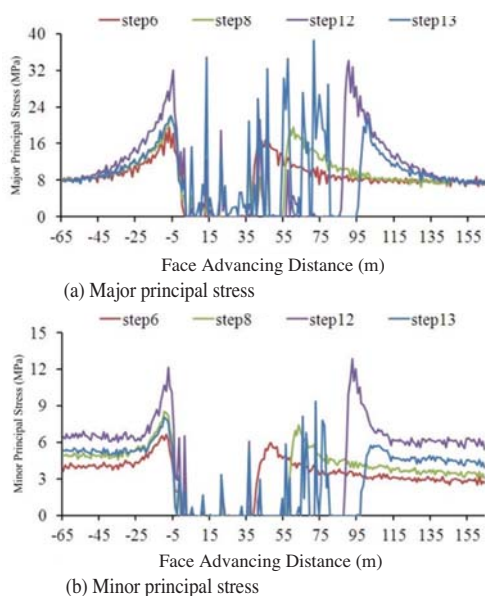 step6 step8 step12 step13
Major Principal Stress (MPa)
40
32
24
16
8
0
-65 -45 -25 -5 15 35 55 75 95 115 135 155
Face Advancing Distance (m)
(a) Major principal stress
step6 step8 step12 step13
Minor Principal Stress (MPa)
15
12
9
6
3
0
-65 -45 -25 -5 15 35 55 75 95 115 135 155
Face Advancing Distance (m)
(b) Minor principal stress